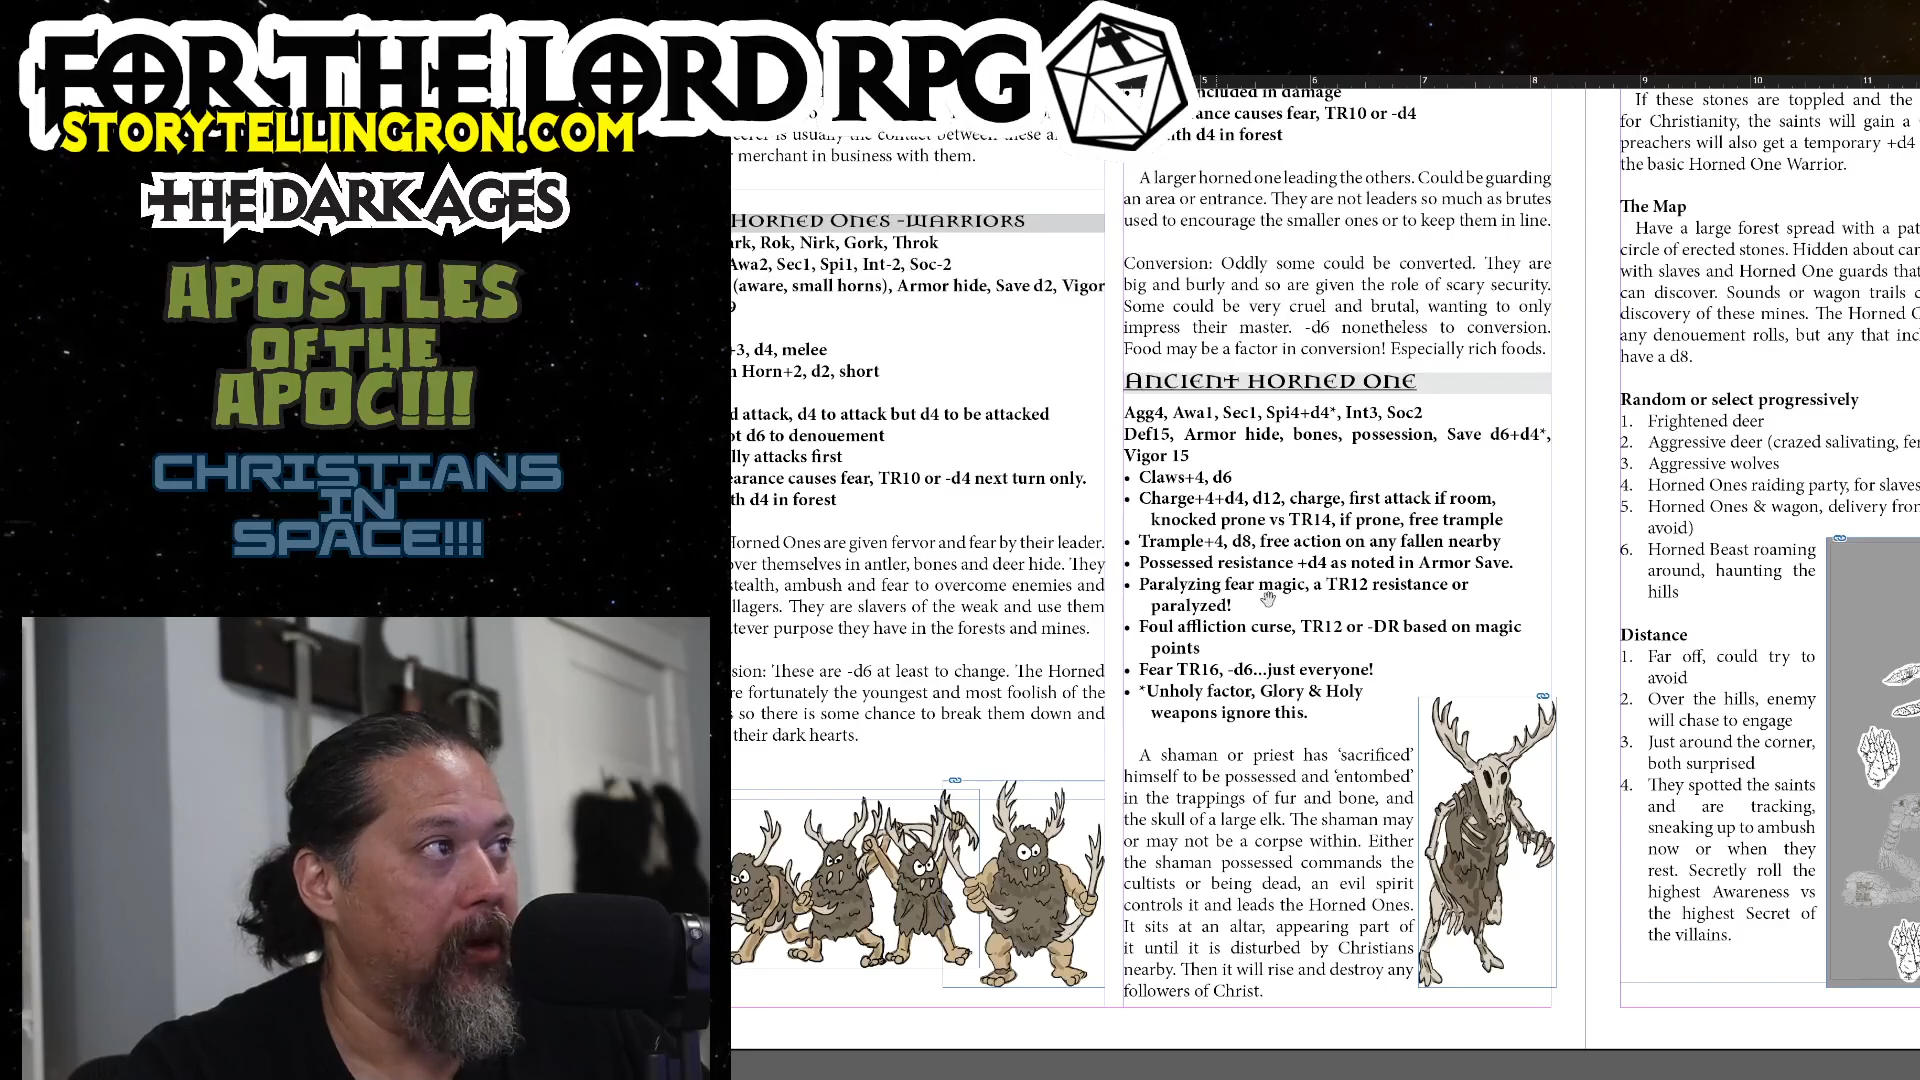 FOR THE LORD RPG
STORYTELLINGRON.COM
THE DARK AGES
APOSTLES
OF THE
APOC!!!
CHRISTIANS
IN
SPACE!!!
is usually the contact between these
merchant in business with them.
HORNED ONES -WARRIORS
Rok, Nirk, Gork, Throk
Awa2, Sec1, Spi1, Int-2, Soc-2
(aware, small horns), Armor hide, Save d2, Vigor
+3, d4, melee
Horn+2, d2, short
attack, d4 to attack but d4 to be attacked
d6 to denouement
attacks first
causes fear, TR10 or -d4 next turn only.
d4 in forest
Horned Ones are given fervor and fear by their leader.
themselves in antler, bones and deer hide. They
stealth, ambush and fear to overcome enemies and
They are slavers of the weak and use them
purpose they have in the forests and mines.
These are -d6 at least to change. The Horned
fortunately the youngest and most foolish of the
so there is some chance to break them down and
their dark hearts.
5 6 7 8 9 10 11
included in damage
causes fear, TR10 or -d4
d4 in forest
A larger horned one leading the others. Could be guarding
an area or entrance. They are not leaders so much as brutes
used to encourage the smaller ones or to keep them in line.
Conversion: Oddly some could be converted. They are
big and burly and so are given the role of scary security.
Some could be very cruel and brutal, wanting to only
impress their master. -d6 nonetheless to conversion.
Food may be a factor in conversion! Especially rich foods.
ANCIENT HORNED ONE
Agg4, Awa1, Sec1, Spi4+d4*, Int3, Soc2
Def15, Armor hide, bones, possession, Save d6+d4*,
Vigor 15
• Claws+4, d6
• Charge+4+d4, d12, charge, first attack if room,
knocked prone vs TR14, if prone, free trample
• Trample+4, d8, free action on any fallen nearby
• Possessed resistance +d4 as noted in Armor Save.
• Paralyzing fear magic, a TR12 resistance or
paralyzed!
• Foul affliction curse, TR12 or -DR based on magic
points
• Fear TR16, -d6...just everyone!
• *Unholy factor, Glory & Holy
weapons ignore this.
A shaman or priest has ‘sacrificed’
himself to be possessed and ‘entombed’
in the trappings of fur and bone, and
the skull of a large elk. The shaman may
or may not be a corpse within. Either
the shaman possessed commands the
cultists or being dead, an evil spirit
controls it and leads the Horned Ones.
It sits at an altar, appearing part of
it until it is disturbed by Christians
nearby. Then it will rise and destroy any
followers of Christ.
If these stones are toppled and the
for Christianity, the saints will gain a
preachers will also get a temporary +d4
the basic Horned One Warrior.
The Map
Have a large forest spread with a
circle of erected stones. Hidden about
with slaves and Horned One guards
can discover. Sounds or wagon trails
discovery of these mines. The Horned
any denouement rolls, but any that
have a d8.
Random or select progressively
1. Frightened deer
2. Aggressive deer (crazed salivating,
3. Aggressive wolves
4. Horned Ones raiding party, for slaves
5. Horned Ones & wagon, delivery
avoid)
6. Horned Beast roaming
around, haunting the
hills
Distance
1. Far off, could try to
avoid
2. Over the hills, enemy
will chase to engage
3. Just around the corner,
both surprised
4. They spotted the saints
and are tracking,
sneaking up to ambush
now or when they
rest. Secretly roll the
highest Awareness vs
the highest Secret of
the villains.